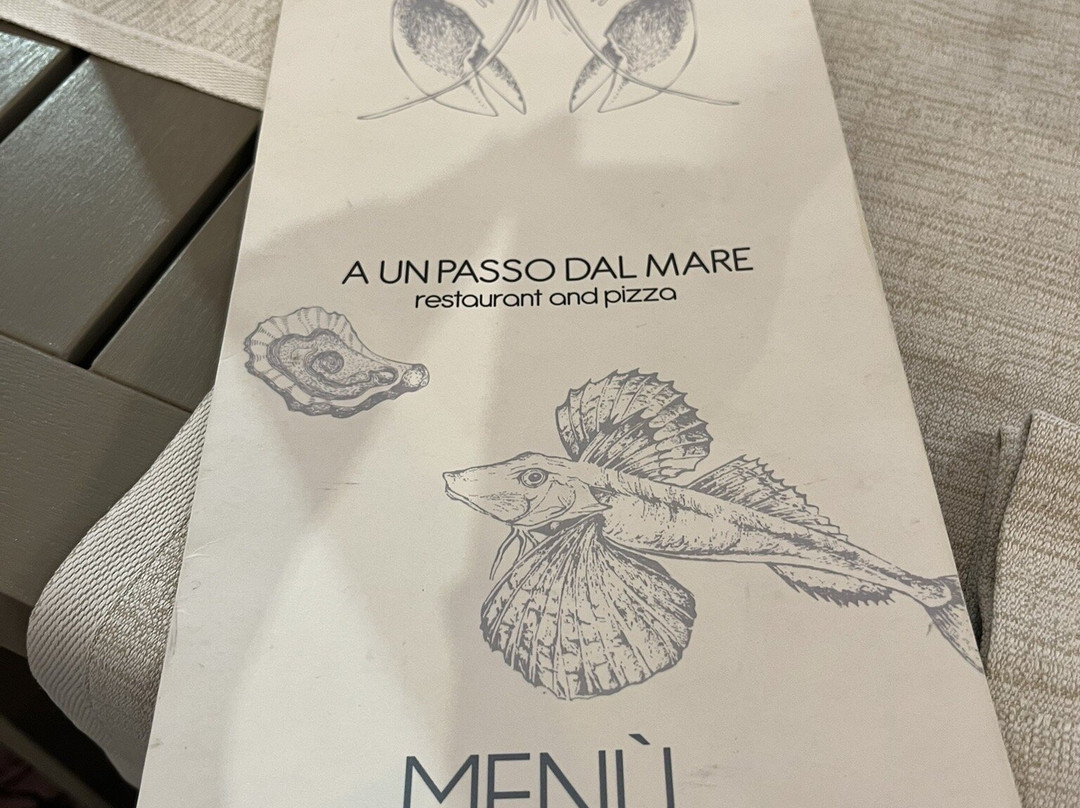 A UN PASSO DAL MARE
restaurant and pizza
MENÙ